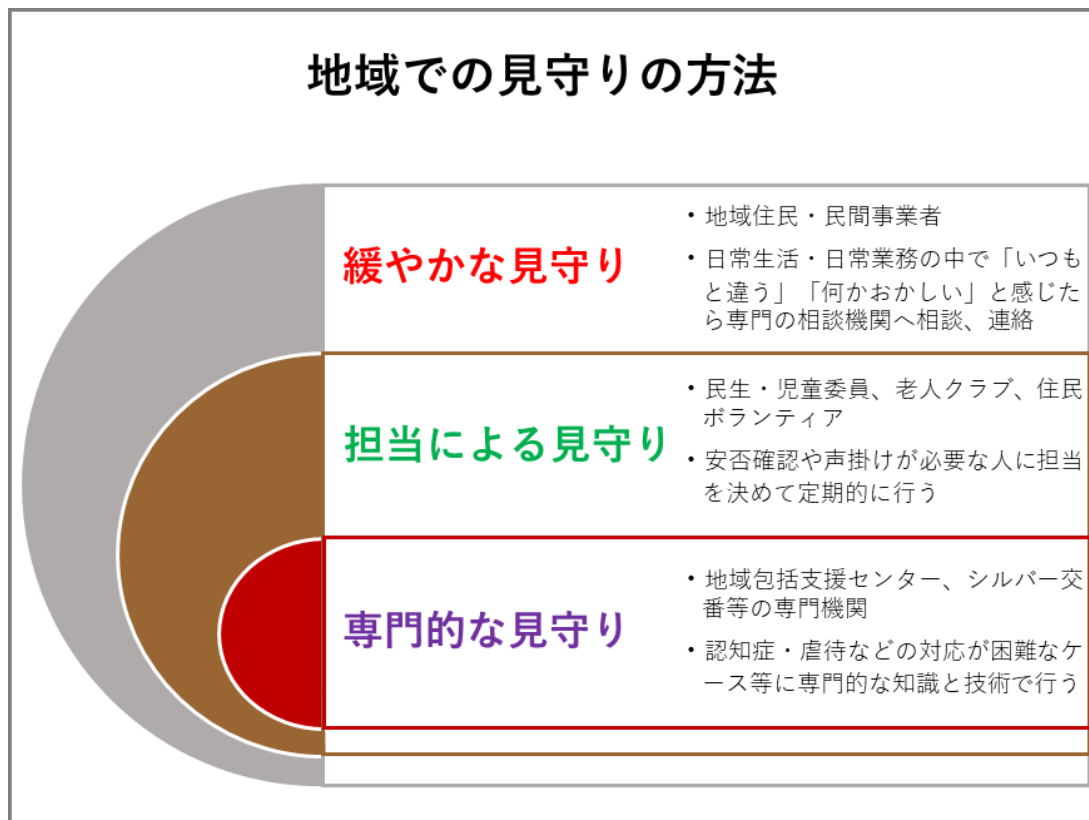 地域での見守りの方法
緩やかな見守り
・地域住民・民間事業者
・日常生活・日常業務の中で「いつも
と違う」「何かおかしい」と感じた
ら専門の相談機関へ相談、連絡
担当による見守り
・民生・児童委員、老人クラブ、住民
ボランティア
・安否確認や声掛けが必要な人に担当
を決めて定期的に行う
専門的な見守り
・地域包括支援センター、シルバー交
番等の専門機関
・認知症・虐待などの対応が困難なケ
ース等に専門的な知識と技術で行う